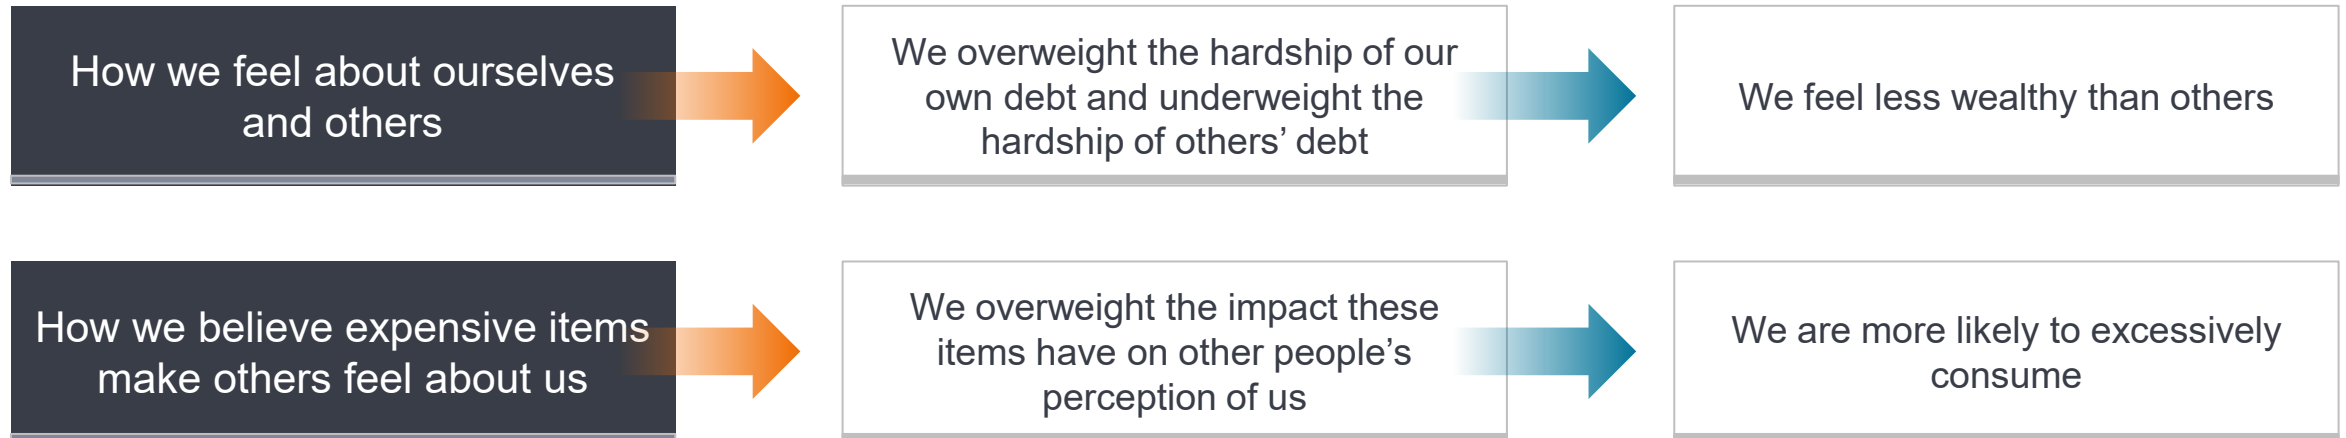 How we feel about ourselves
and others
We overweight the hardship of our
own debt and underweight the
hardship of others’ debt
We feel less wealthy than others
How we believe expensive items
make others feel about us
We overweight the impact these
items have on other people’s
perception of us
We are more likely to excessively
consume